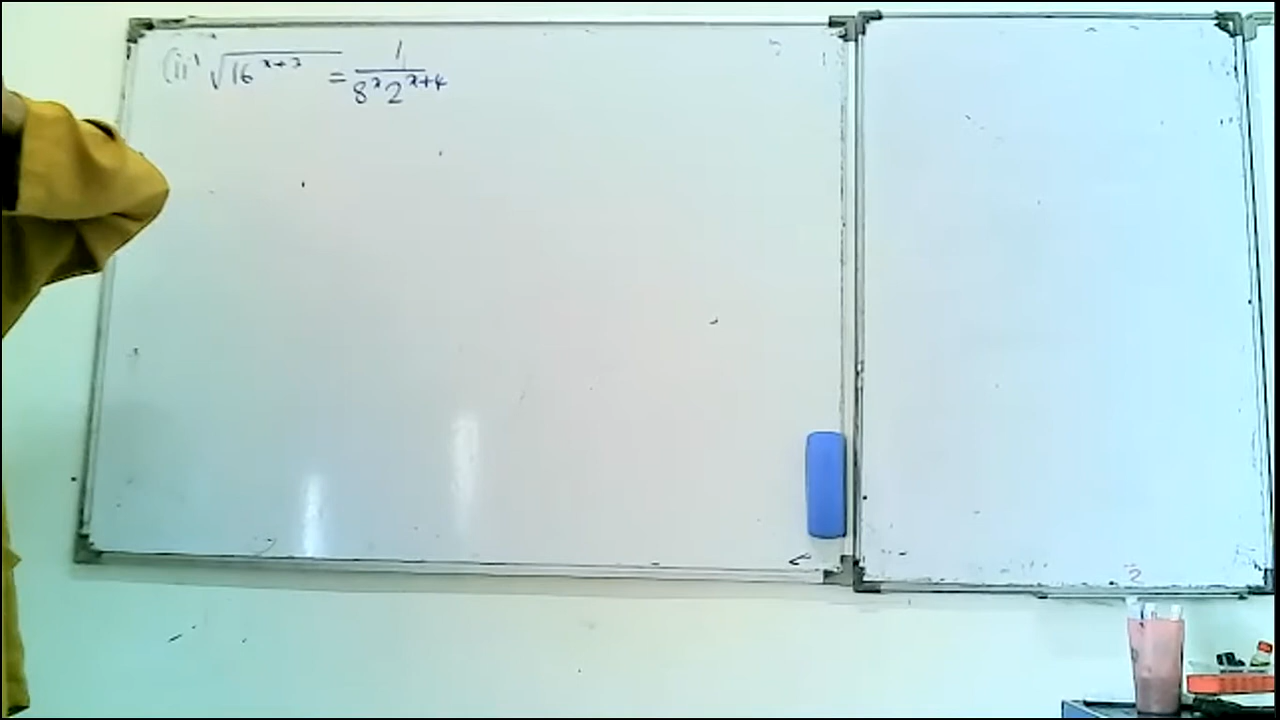 (ii) √16^{x+3} = 1/(8^x 2^{x+4})